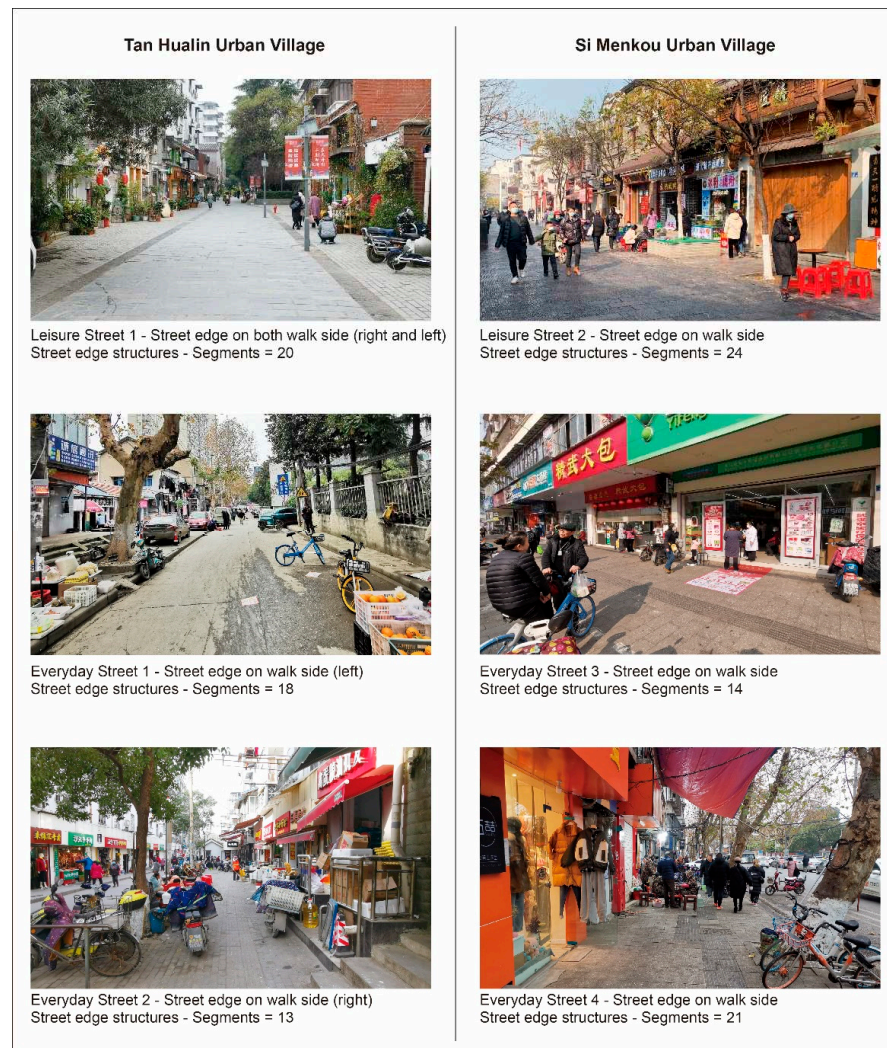 Tan Hualin Urban Village
Si Menkou Urban Village
Leisure Street 1 - Street edge on both walk side (right and left)
Street edge structures - Segments = 20
Leisure Street 2 - Street edge on walk side
Street edge structures - Segments = 24
精武大包
Everyday Street 1 - Street edge on walk side (left)
Street edge structures - Segments = 18
Everyday Street 3 - Street edge on walk side
Street edge structures - Segments = 14
Everyday Street 2 - Street edge on walk side (right)
Street edge structures - Segments = 13
Everyday Street 4 - Street edge on walk side
Street edge structures - Segments = 21